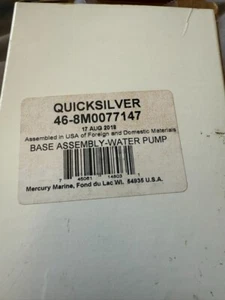 QUICKSILVER
46-8M0077147
17 AUG 2018
Assembled in USA of Foreign and Domestic Materials
BASE ASSEMBLY-WATER PUMP
Mercury Marine, Fond du Lac WI. 54935 U.S.A.